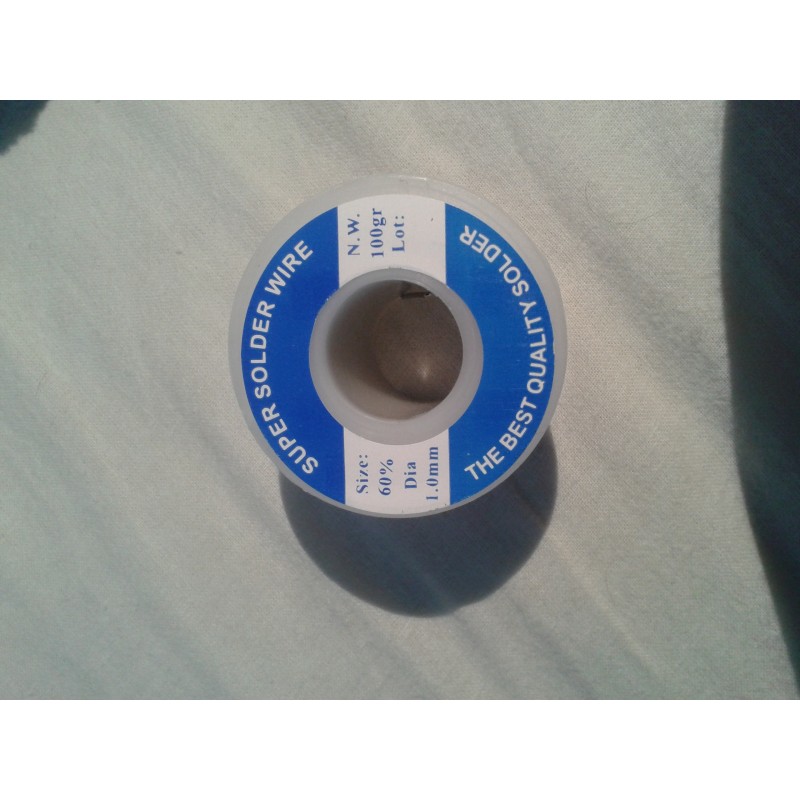 SUPER SOLDER WIRE
N.W.
100gr
Lot:
Size:
60%
Dia
1.0mm
THE BEST QUALITY SOLDER